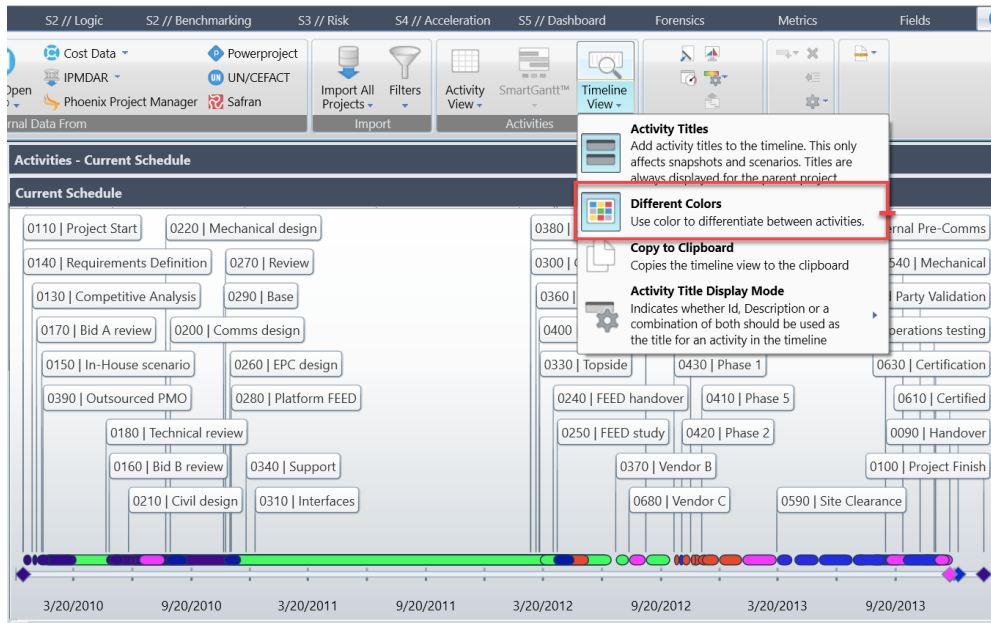 S2 // Logic S2 // Benchmarking S3 // Risk S4 // Acceleration S5 // Dashboard Forensics Metrics Fields
Cost Data Powerproject
IPMDAR UN/CEFACT
Phoenix Project Manager Safran
Import All Projects
Filters
Activity View
SmartGantt™
Timeline View
Data From Import Activities
Activity Titles
Add activity titles to the timeline. This only
affects snapshots and scenarios. Titles are
always displayed for the parent project
Different Colors
Use color to differentiate between activities.
Copy to Clipboard
Copies the timeline view to the clipboard
Activity Title Display Mode
Indicates whether Id, Description or a
combination of both should be used as
the title for an activity in the timeline
Activities - Current Schedule
Current Schedule
0110 | Project Start 0220 | Mechanical design 0380 | Pre-Comms
0140 | Requirements Definition 0270 | Review 0300 | 540 | Mechanical
0130 | Competitive Analysis 0290 | Base 0360 | Party Validation
0170 | Bid A review 0200 | Comms design 0400 testing
0150 | In-House scenario 0260 | EPC design 0330 | Topside 0430 | Phase 1 0630 | Certification
0390 | Outsourced PMO 0280 | Platform FEED 0240 | FEED handover 0410 | Phase 5 0610 | Certified
0180 | Technical review 0250 | FEED study 0420 | Phase 2 0090 | Handover
0160 | Bid B review 0340 | Support 0370 | Vendor B 0100 | Project Finish
0210 | Civil design 0310 | Interfaces 0680 | Vendor C 0590 | Site Clearance
3/20/2010 9/20/2010 3/20/2011 9/20/2011 3/20/2012 9/20/2012 3/20/2013 9/20/2013